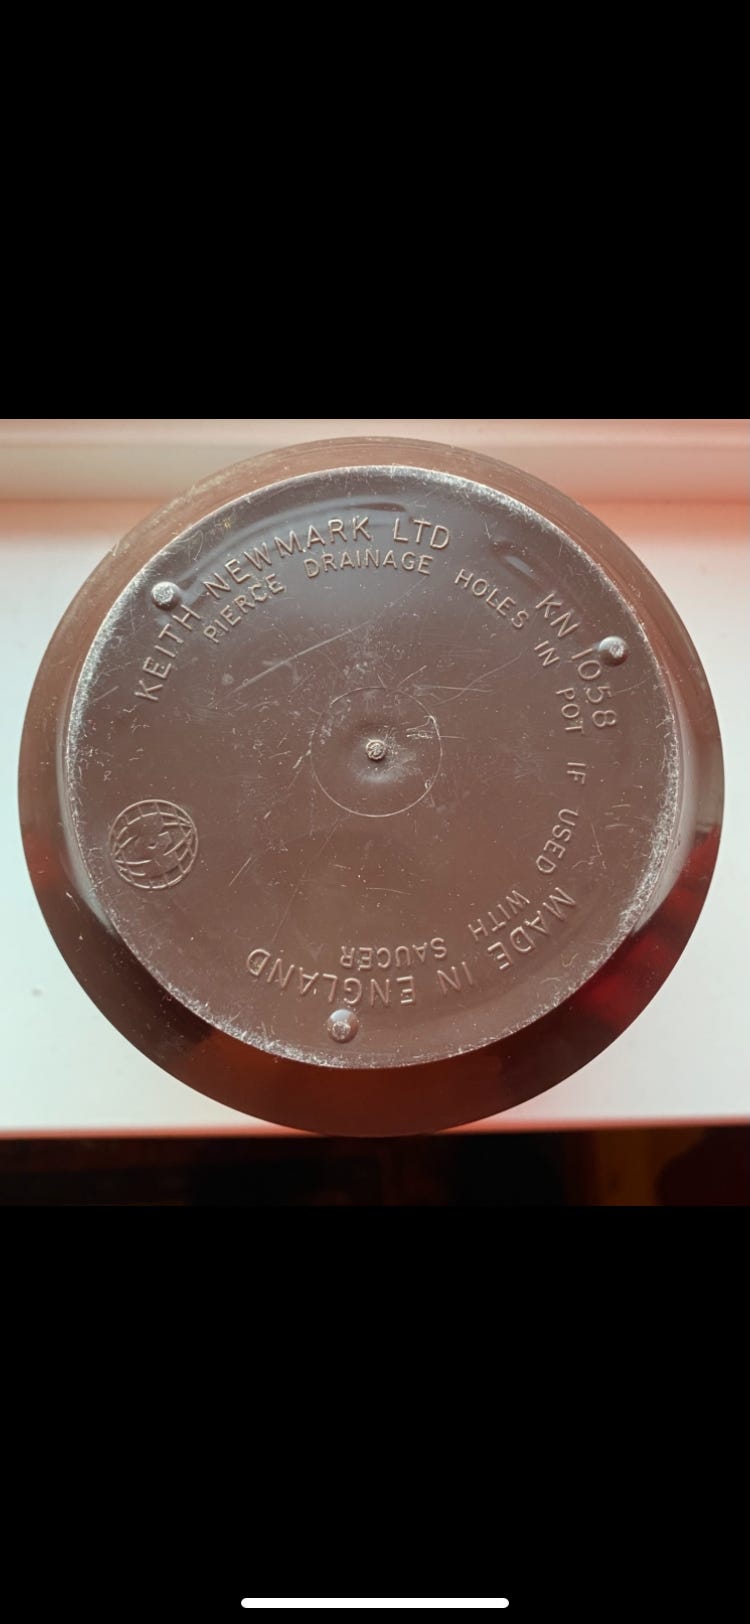 KEITH NEWMARK LTD
KN 1058
MADE IN ENGLAND
PIERCE DRAINAGE HOLES IN POT IF USED WITH SAUCER